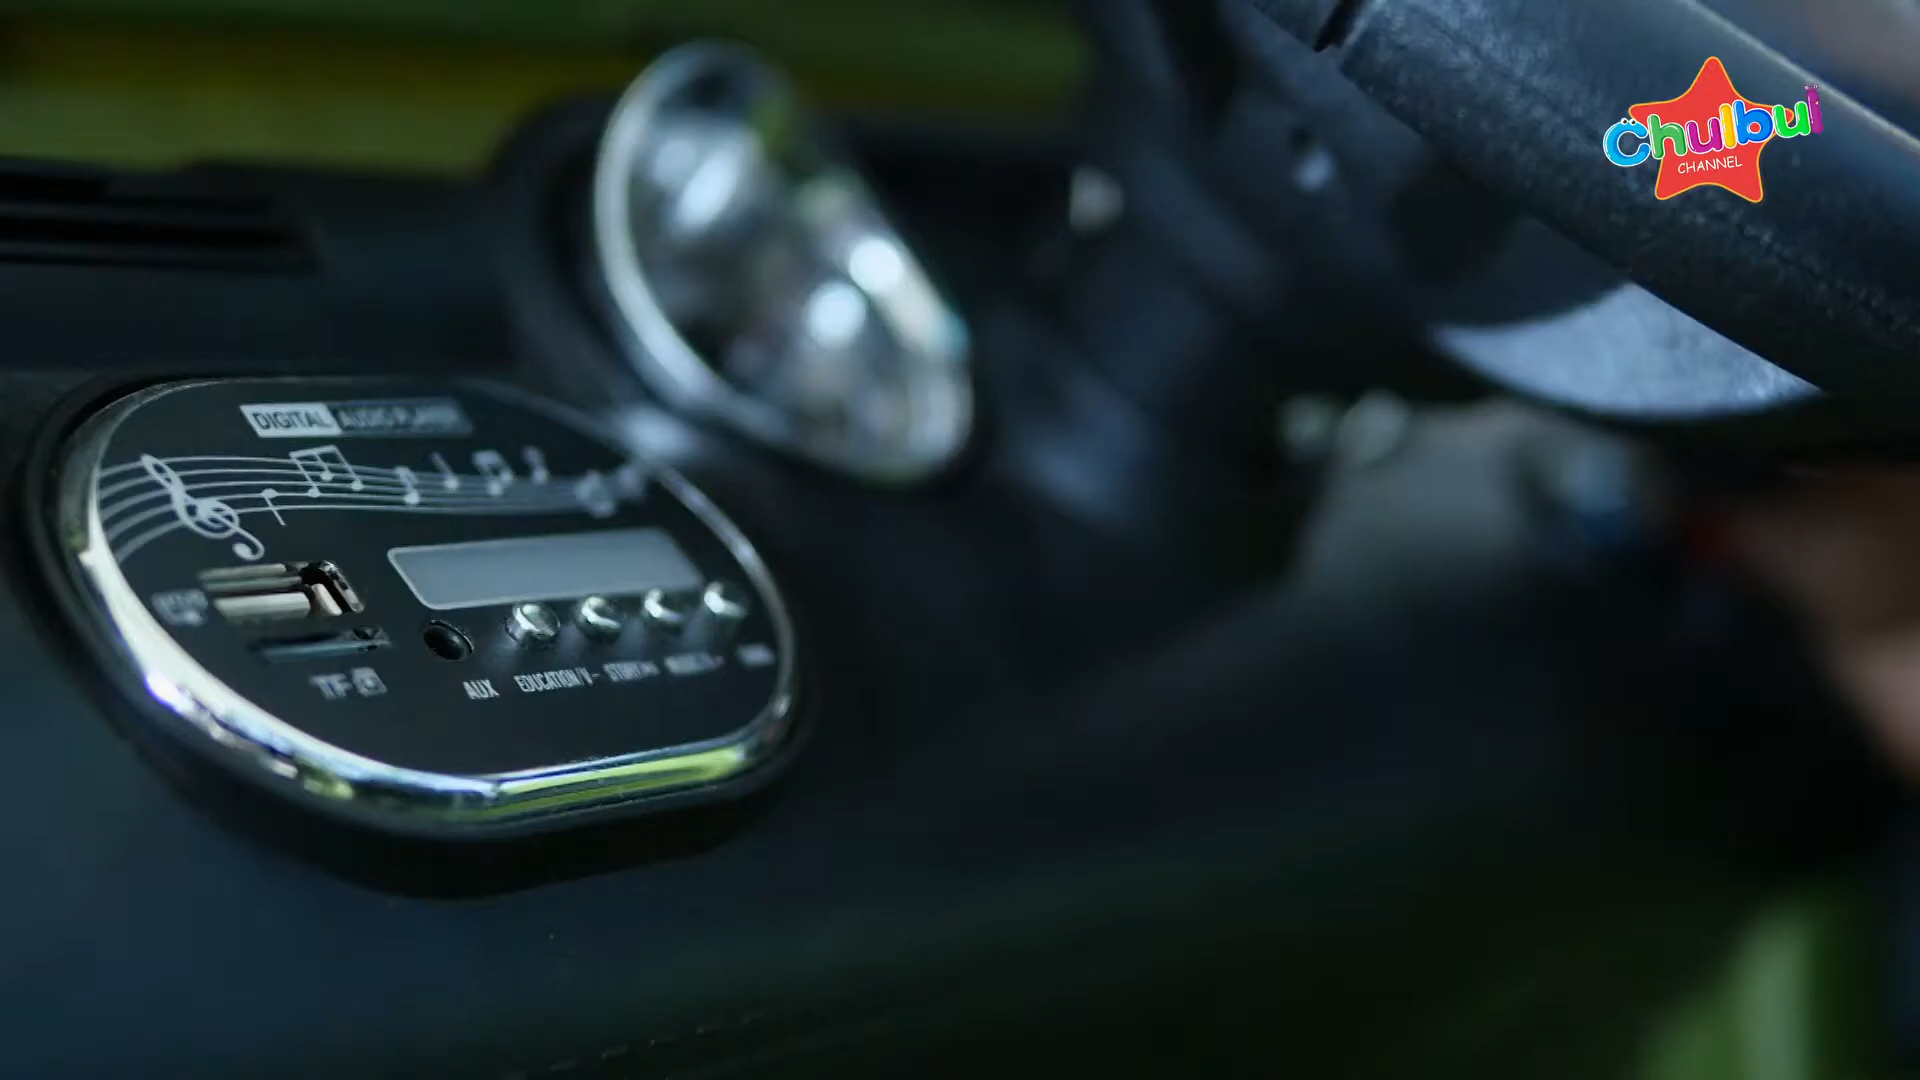 Chulbul
CHANNEL
DIGITAL AUDIO PLAYER
TF
AUX EDUCATION/V-